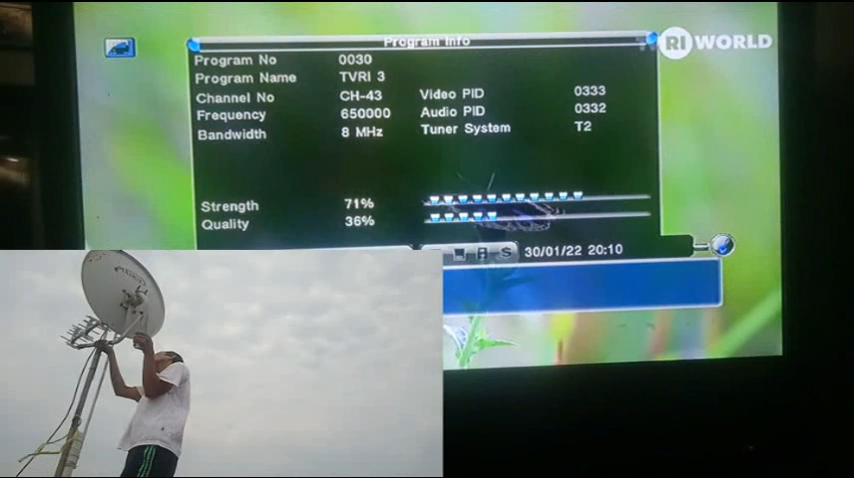 Program Info
RI WORLD
Program No 0030
Program Name TVRI 3
Channel No CH-43 Video PID 0333
Frequency 650000 Audio PID 0332
Bandwidth 8 MHz Tuner System T2
Strength 71%
Quality 36%
S 30/01/22 20:10